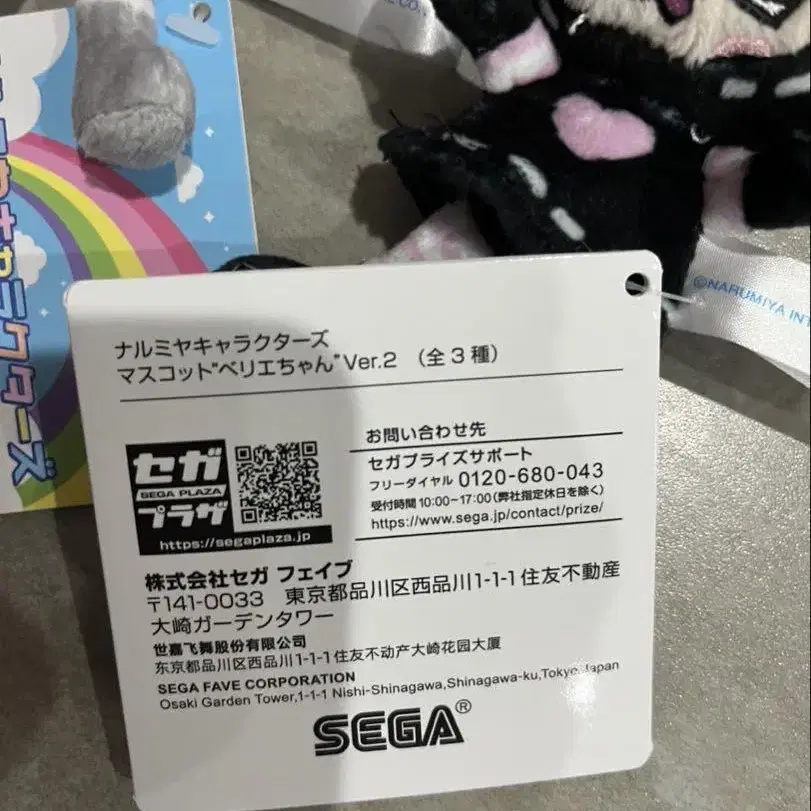 CO.,
©NARUMIYA INT
キャラクターズ
ナルミヤキャラクターズ
マスコット"ベリエちゃん"Ver.2 （全3種）
セガ
SEGA PLAZA
プラザ
https://segaplaza.jp
お問い合わせ先
セガプライズサポート
フリーダイヤル 0120-680-043
受付時間 10:00~17:00(弊社指定休日を除く)
https://www.sega.jp/contact/prize/
株式会社セガ フェイブ
〒141-0033 東京都品川区西品川1-1-1住友不動産
大崎ガーデンタワー
世嘉飞舞股份有限公司
东京都品川区西品川1-1-1住友不动产大崎花园大厦
SEGA FAVE CORPORATION
Osaki Garden Tower,1-1-1 Nishi-Shinagawa,Shinagawa-ku,Tokyo,Japan
SEGA®